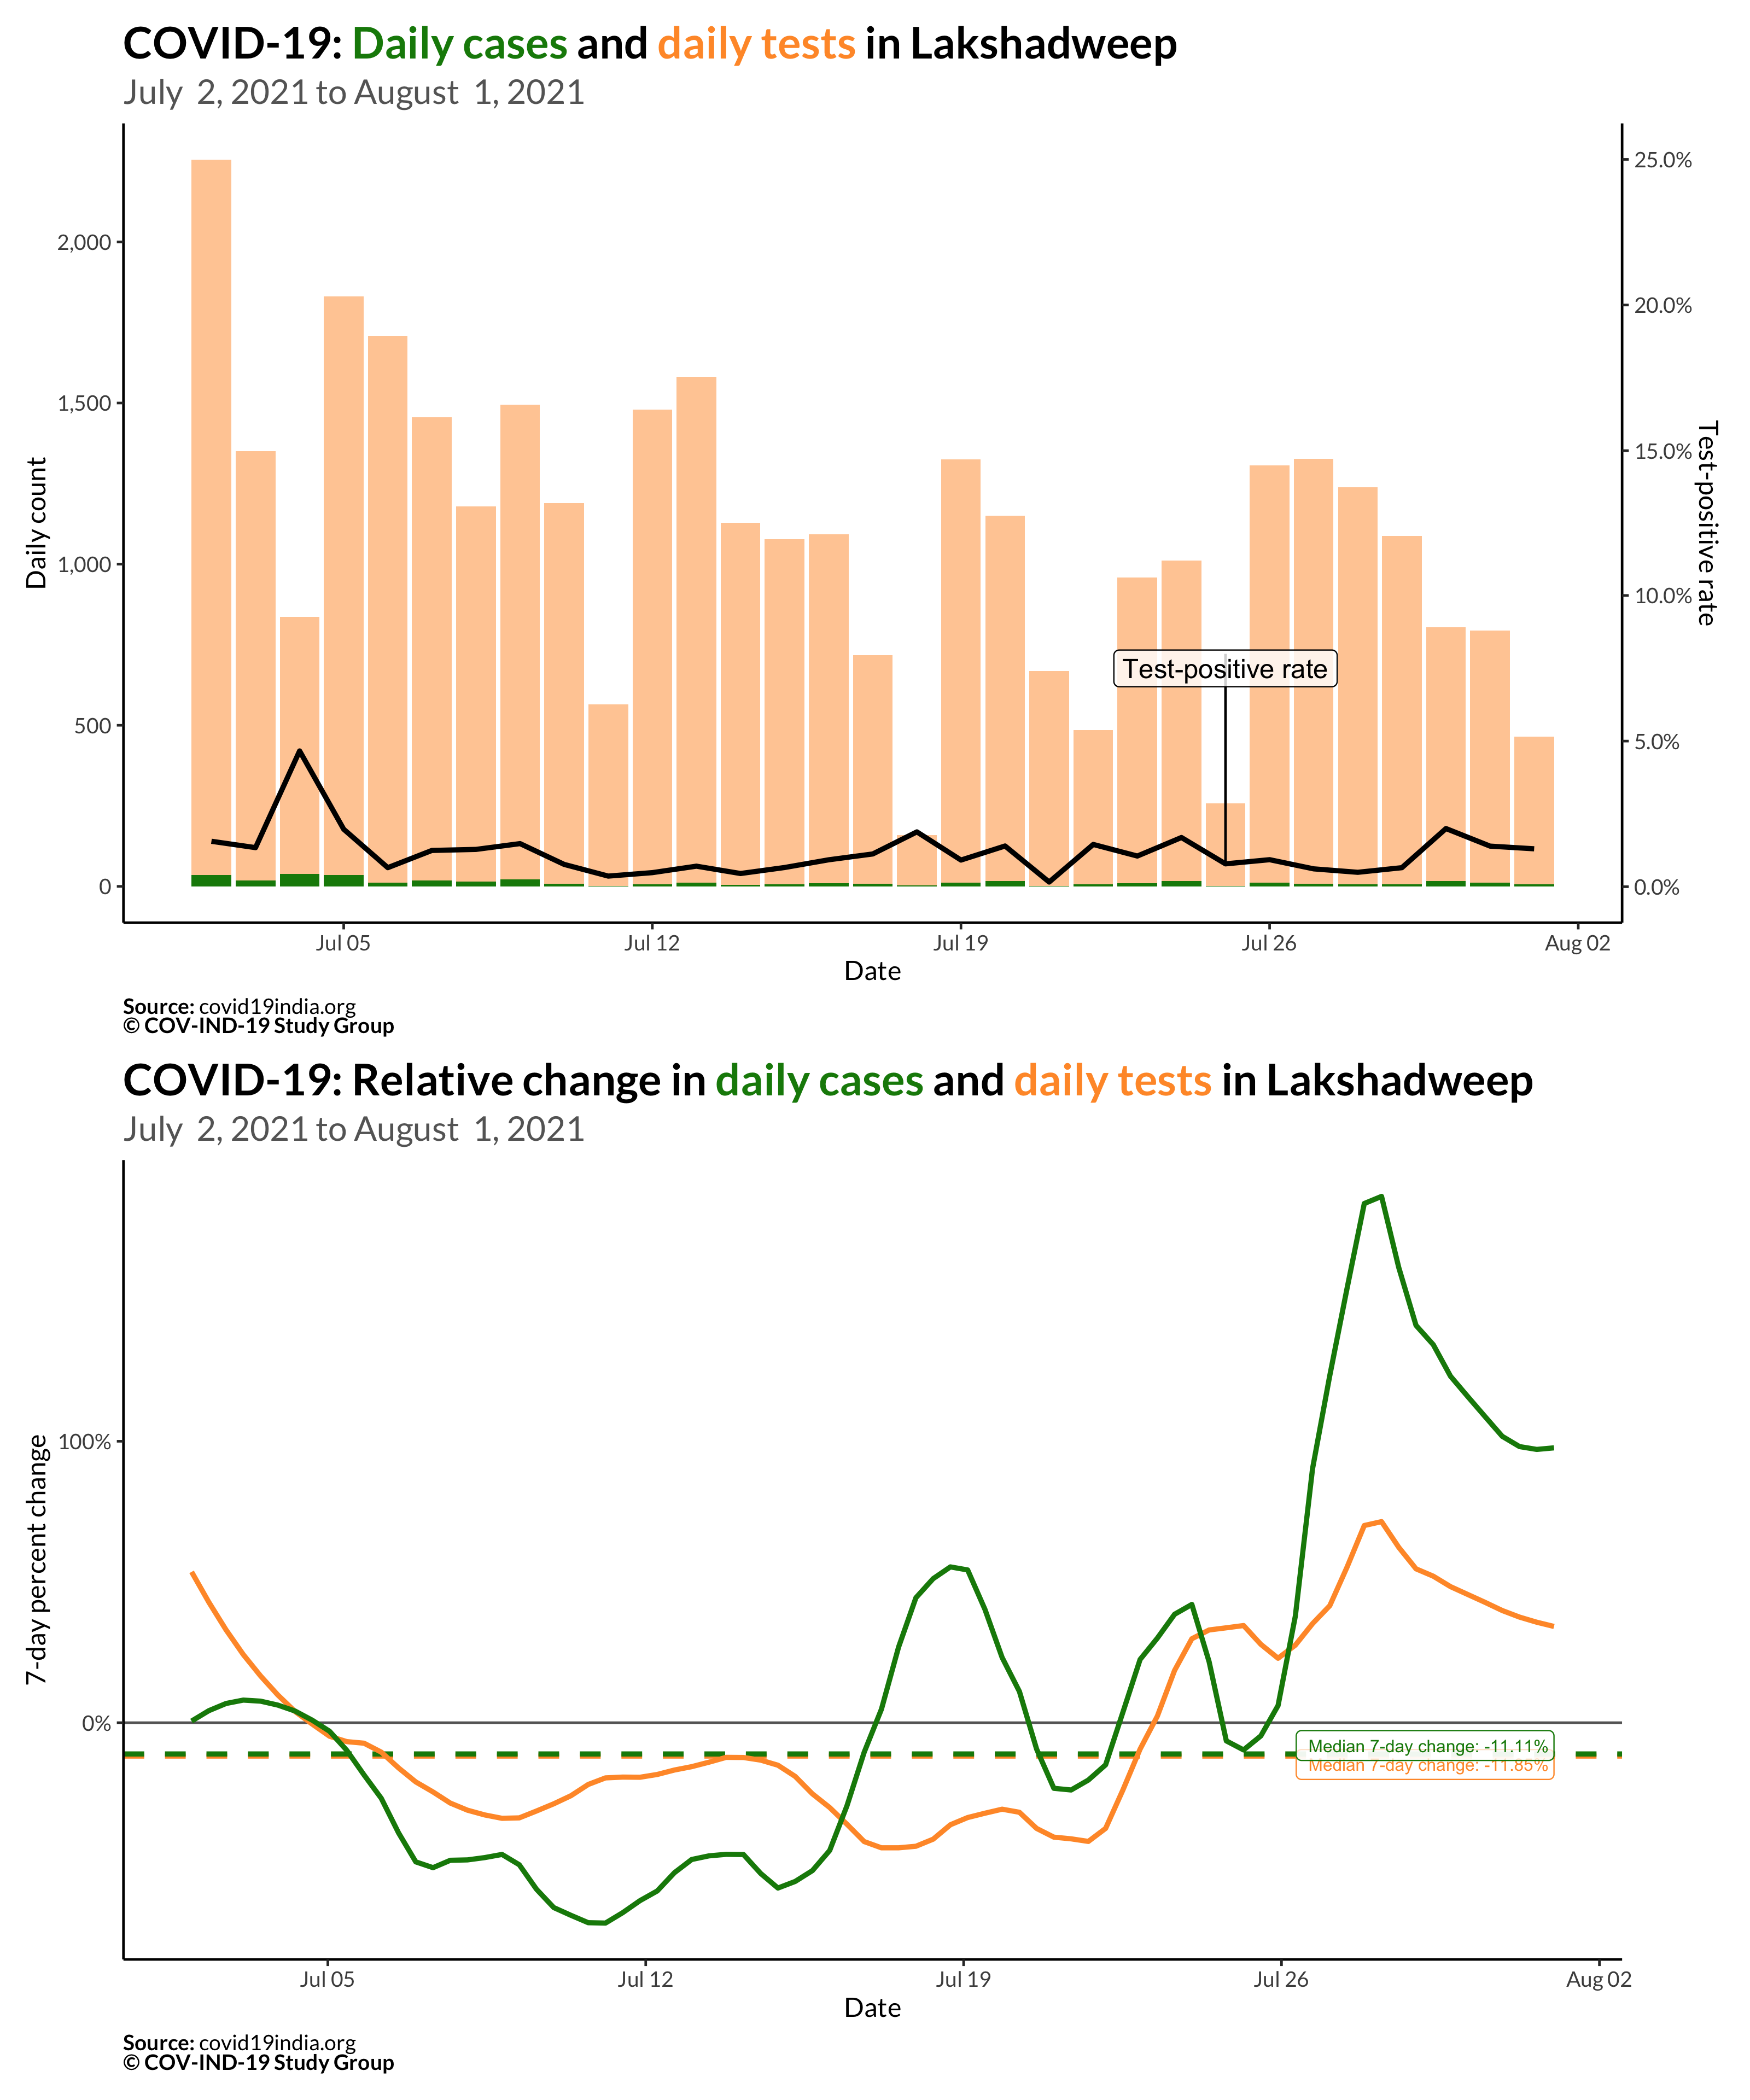 COVID-19: Daily cases and daily tests in Lakshadweep
July 2, 2021 to August 1, 2021
2,000
1,500
1,000
500
0
Daily count
25.0%
20.0%
15.0%
10.0%
5.0%
0.0%
Test-positive rate
Test-positive rate
Jul 05
Jul 12
Jul 19
Jul 26
Aug 02
Date
Source: covid19india.org
© COV-IND-19 Study Group
COVID-19: Relative change in daily cases and daily tests in Lakshadweep
July 2, 2021 to August 1, 2021
100%
0%
7-day percent change
Median 7-day change: -11.11%
Median 7-day change: -11.85%
Jul 05
Jul 12
Jul 19
Jul 26
Aug 02
Date
Source: covid19india.org
© COV-IND-19 Study Group